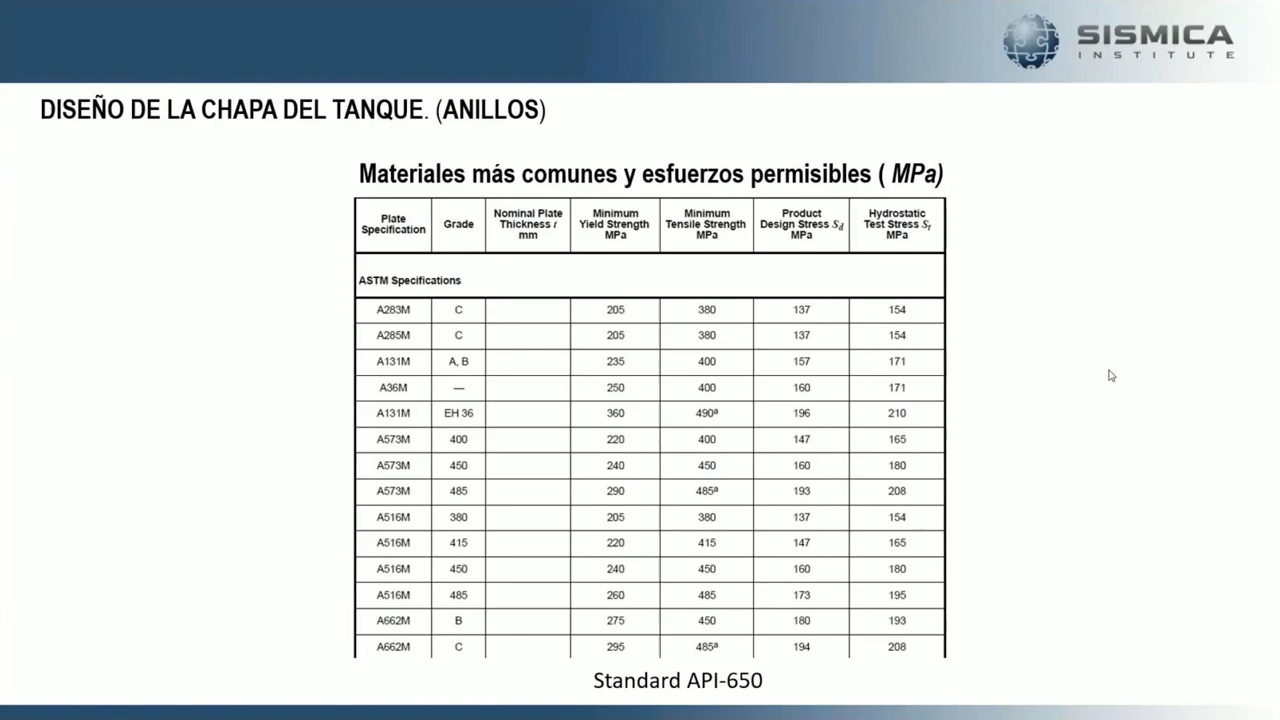 SISMICA
INSTITUTE
DISEÑO DE LA CHAPA DEL TANQUE. (ANILLOS)
Materiales más comunes y esfuerzos permisibles ( MPa)
Plate Specification Grade Nominal Plate Thickness t mm Minimum Yield Strength MPa Minimum Tensile Strength MPa Product Design Stress Sd MPa Hydrostatic Test Stress St MPa
ASTM Specifications
A283M C 205 380 137 154
A285M C 205 380 137 154
A131M A, B 235 400 157 171
A36M — 250 400 160 171
A131M EH 36 360 490ª 196 210
A573M 400 220 400 147 165
A573M 450 240 450 160 180
A573M 485 290 485ª 193 208
A516M 380 205 380 137 154
A516M 415 220 415 147 165
A516M 450 240 450 160 180
A516M 485 260 485 173 195
A662M B 275 450 180 193
A662M C 295 485ª 194 208
Standard API-650